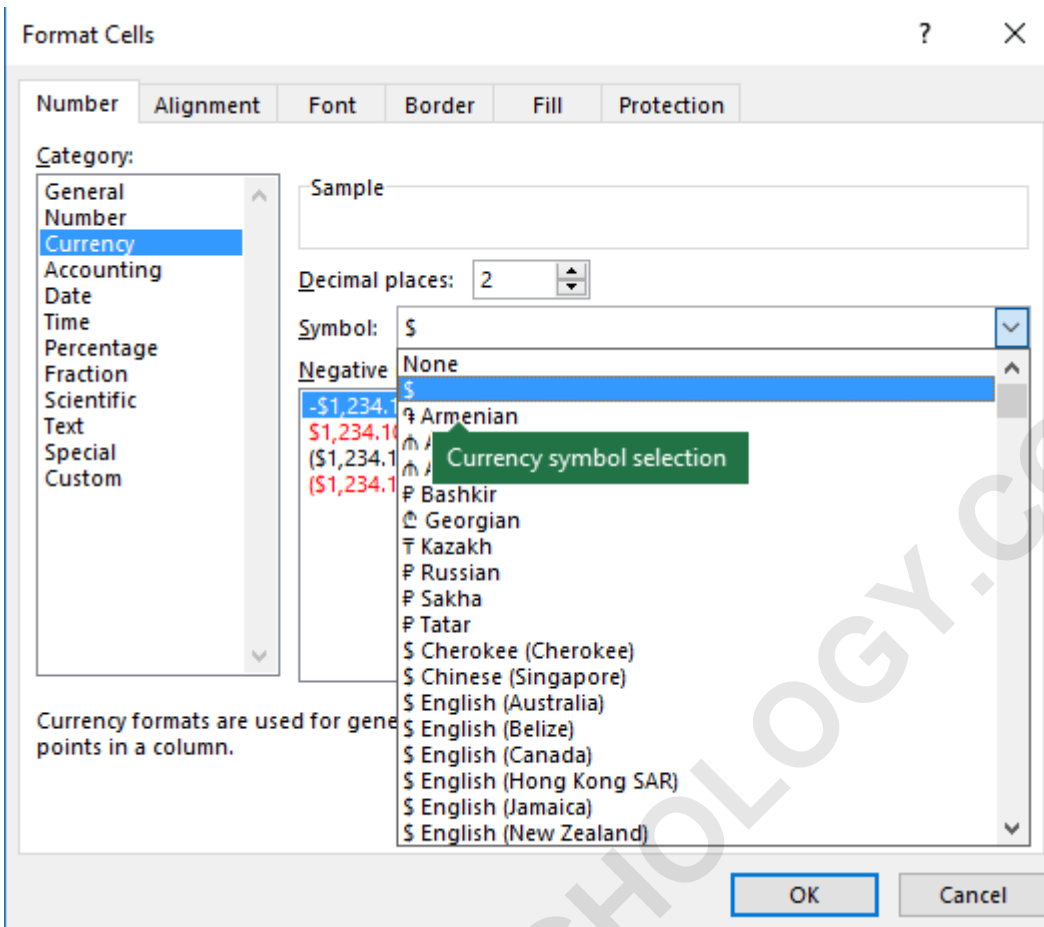 Format Cells
?
Number Alignment Font Border Fill Protection
Category:
General
Number
Currency
Accounting
Date
Time
Percentage
Fraction
Scientific
Text
Special
Custom
Sample
Decimal places: 2
Symbol: $
Negative
-$1,234.1
$1,234.10
($1,234.1
($1,234.1
None
$
֏ Armenian
₼
₼
Currency symbol selection
₽ Bashkir
₾ Georgian
₸ Kazakh
₽ Russian
₽ Sakha
₽ Tatar
$ Cherokee (Cherokee)
$ Chinese (Singapore)
$ English (Australia)
$ English (Belize)
$ English (Canada)
$ English (Hong Kong SAR)
$ English (Jamaica)
$ English (New Zealand)
Currency formats are used for gene
points in a column.
OK Cancel